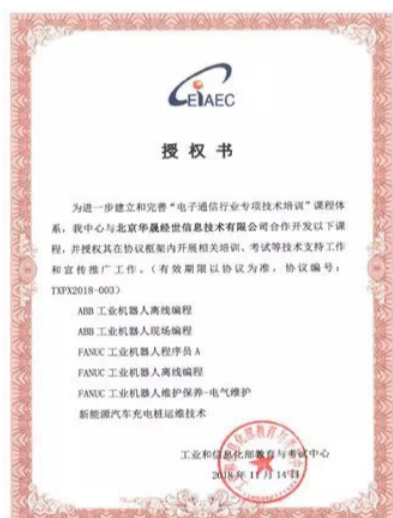 CEIAEC
授权书
为进一步建立和完善“电子通信行业专项技术培训”课程体
系，我中心与北京华晟经世信息技术有限公司合作开发以下课
程，并授权其在协议框架内开展相关培训、考试等技术支持工作
和宣传推广工作。（有效期限以协议为准，协议编号：
TXPX2018-003）
ABB 工业机器人离线编程
ABB 工业机器人现场编程
FANUC 工业机器人程序员 A
FANUC 工业机器人离线编程
FANUC 工业机器人维护保养-电气维护
新能源汽车充电桩运维技术
工业和信息化部教育与考试中心
2018 年 11 月 14 日